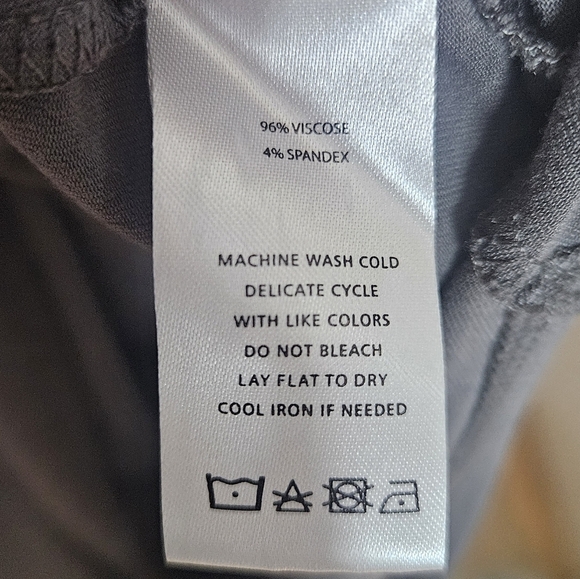 96% VISCOSE
4% SPANDEX
MACHINE WASH COLD
DELICATE CYCLE
WITH LIKE COLORS
DO NOT BLEACH
LAY FLAT TO DRY
COOL IRON IF NEEDED